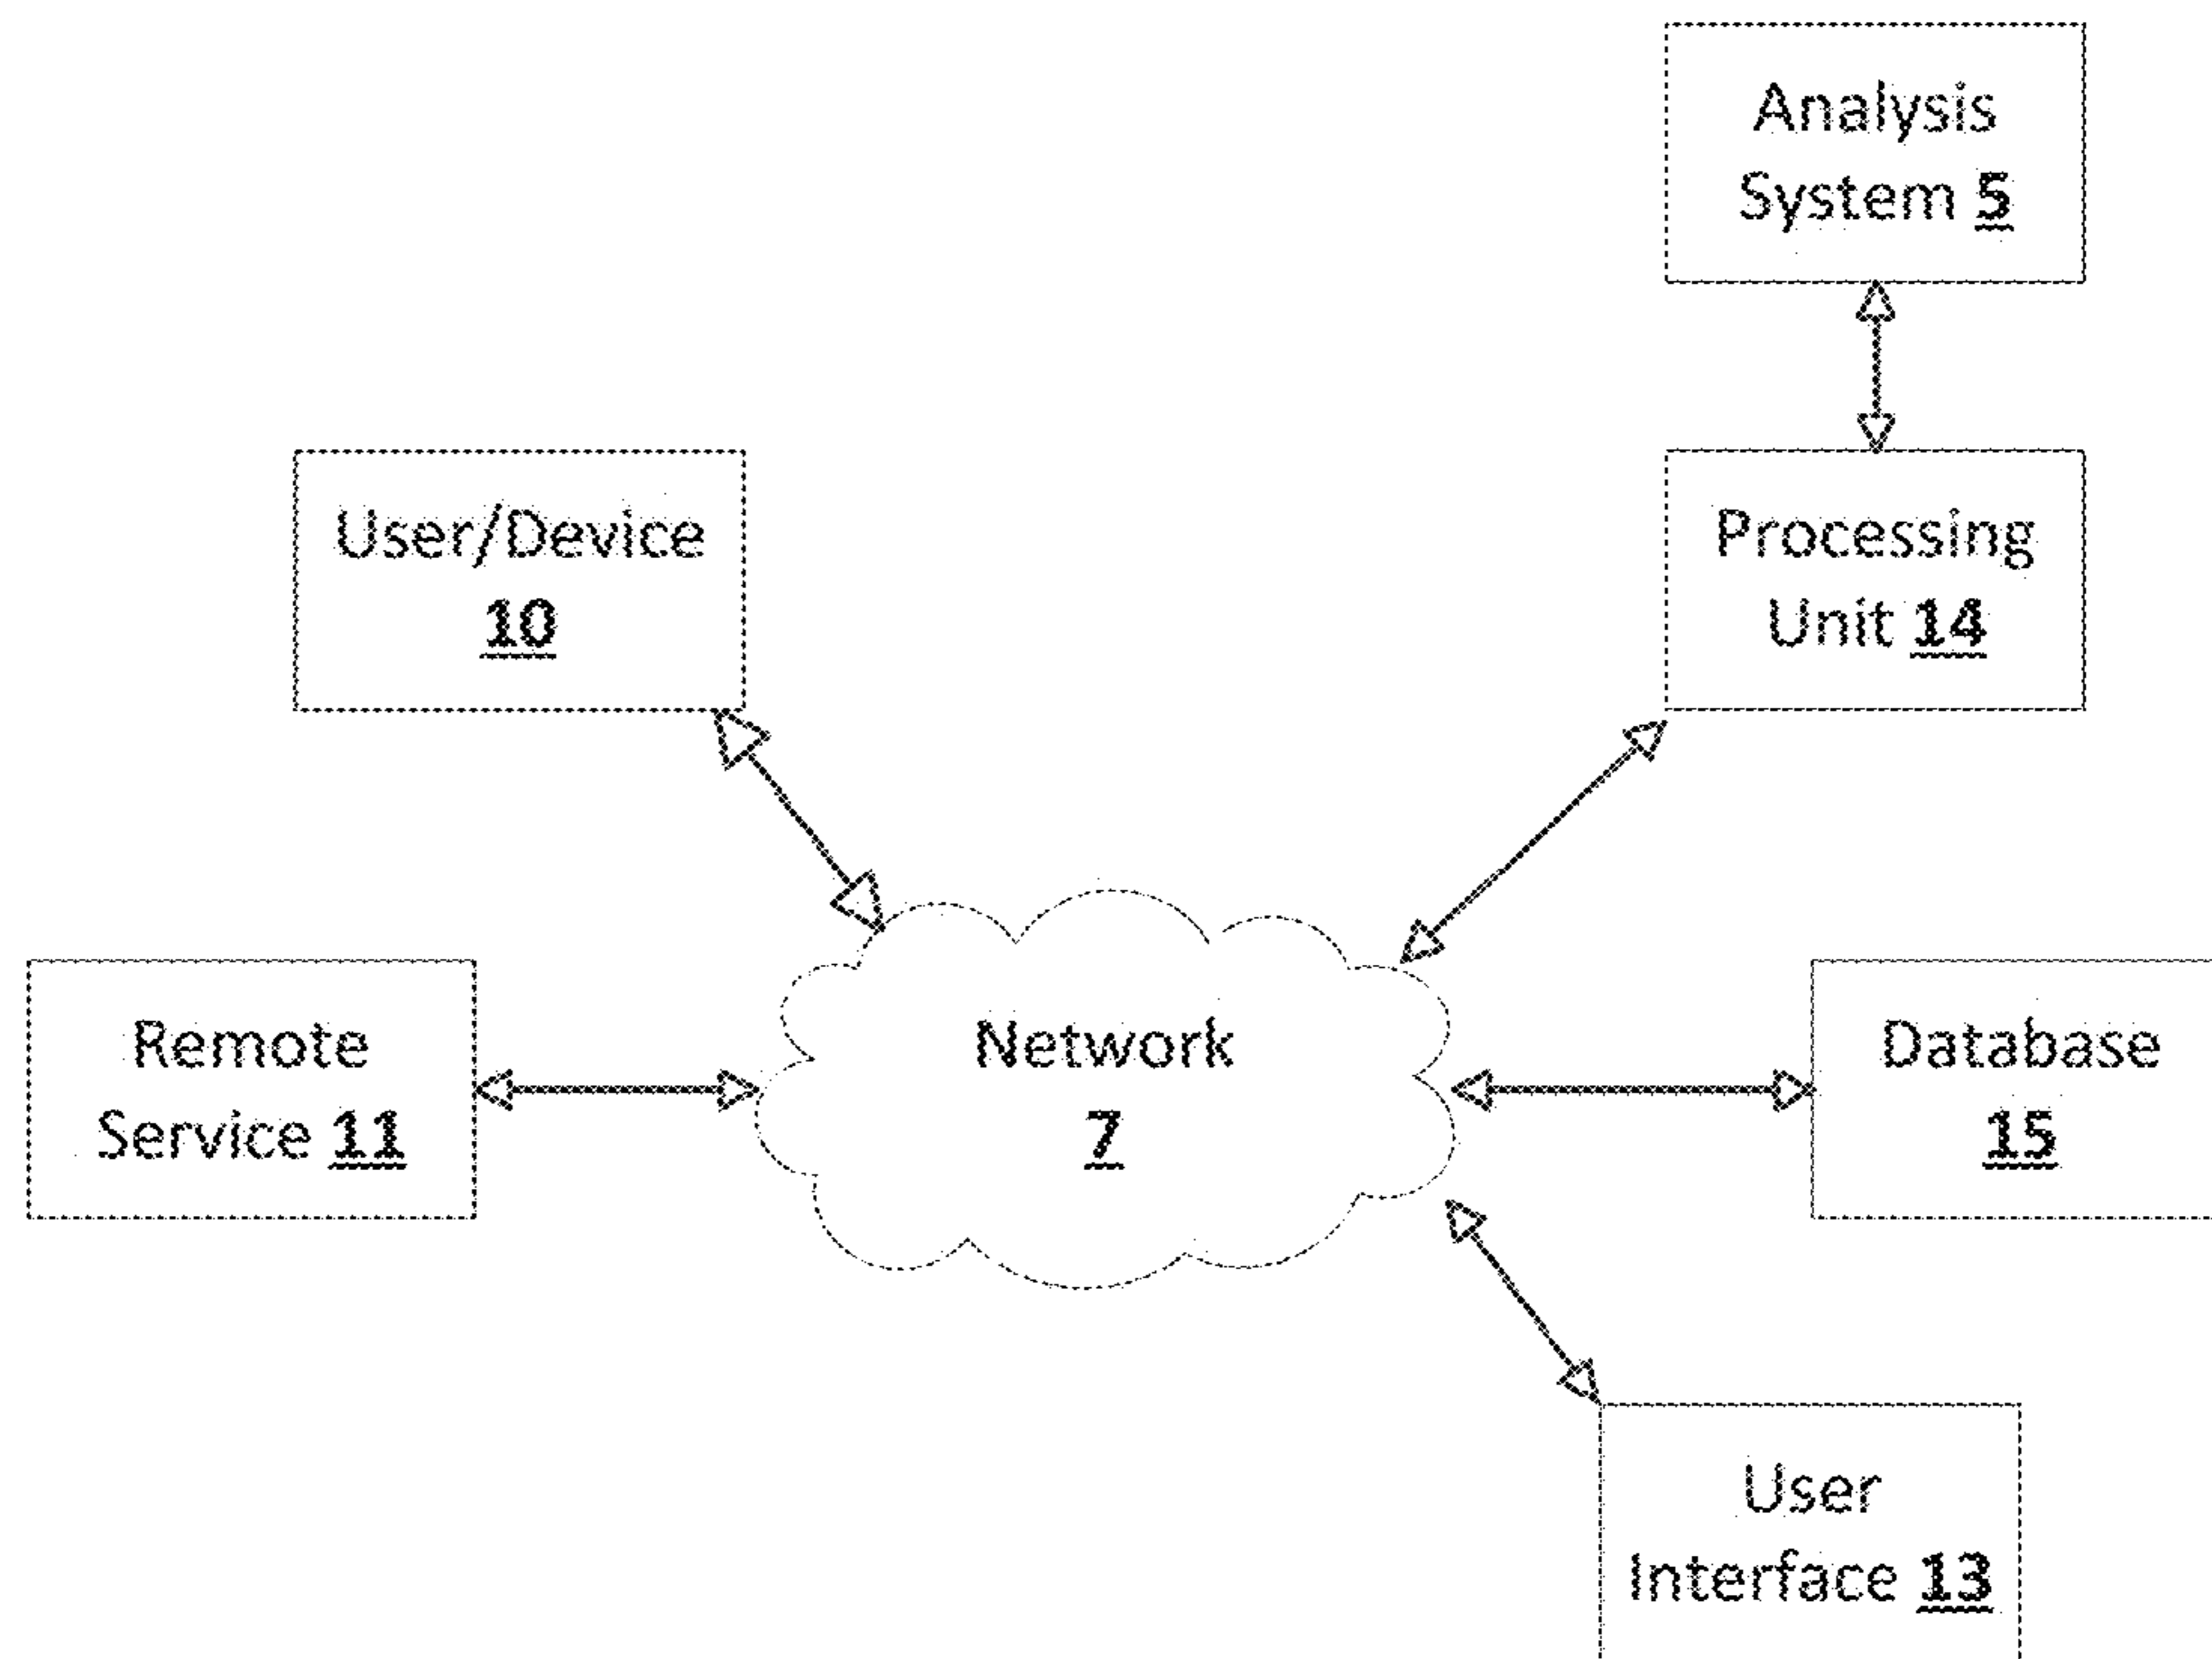 Analysis
System 5
User/Device
10
Processing
Unit 14
Remote
Service 11
Network
7
Database
15
User
Interface 13